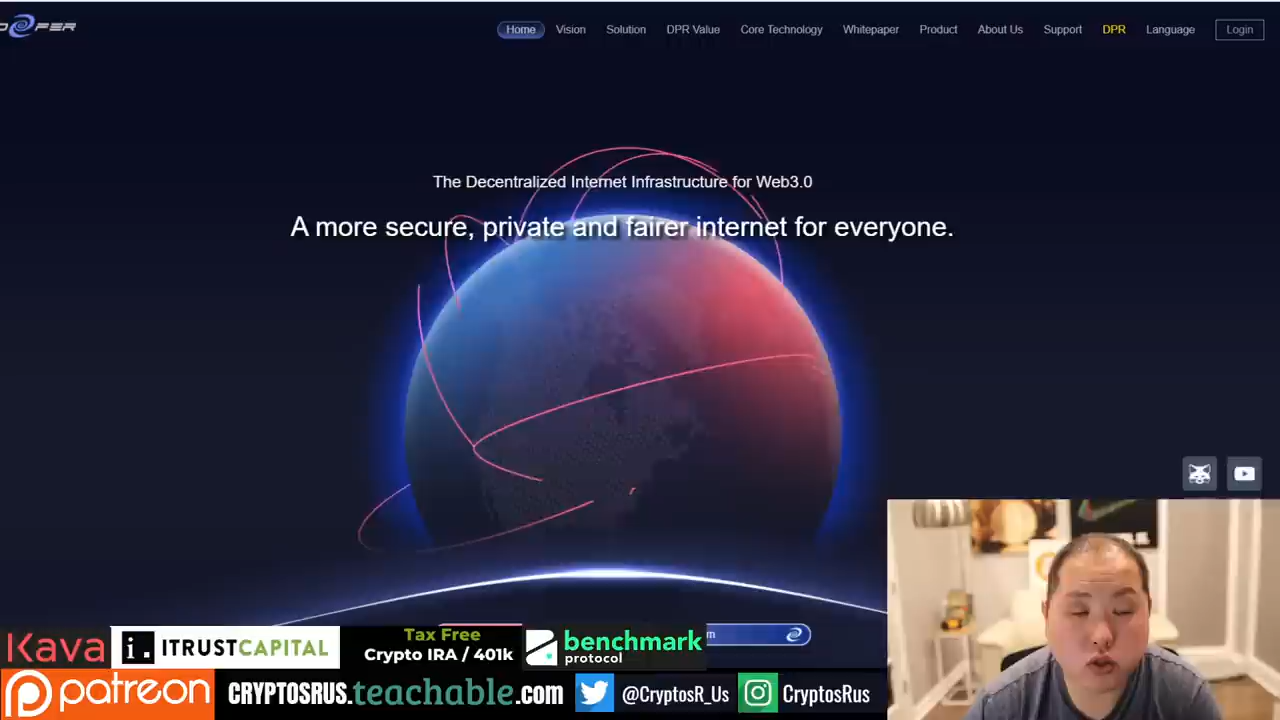 Home Vision Solution DPR Value Core Technology Whitepaper Product About Us Support DPR Language Login
The Decentralized Internet Infrastructure for Web3.0
A more secure, private and fairer internet for everyone.
Kava
i. ITRUSTCAPITAL
Tax Free
Crypto IRA / 401k
benchmark
protocol
patreon
CRYPTOSRUS.teachable.com
@CryptosR_Us
CryptosRus